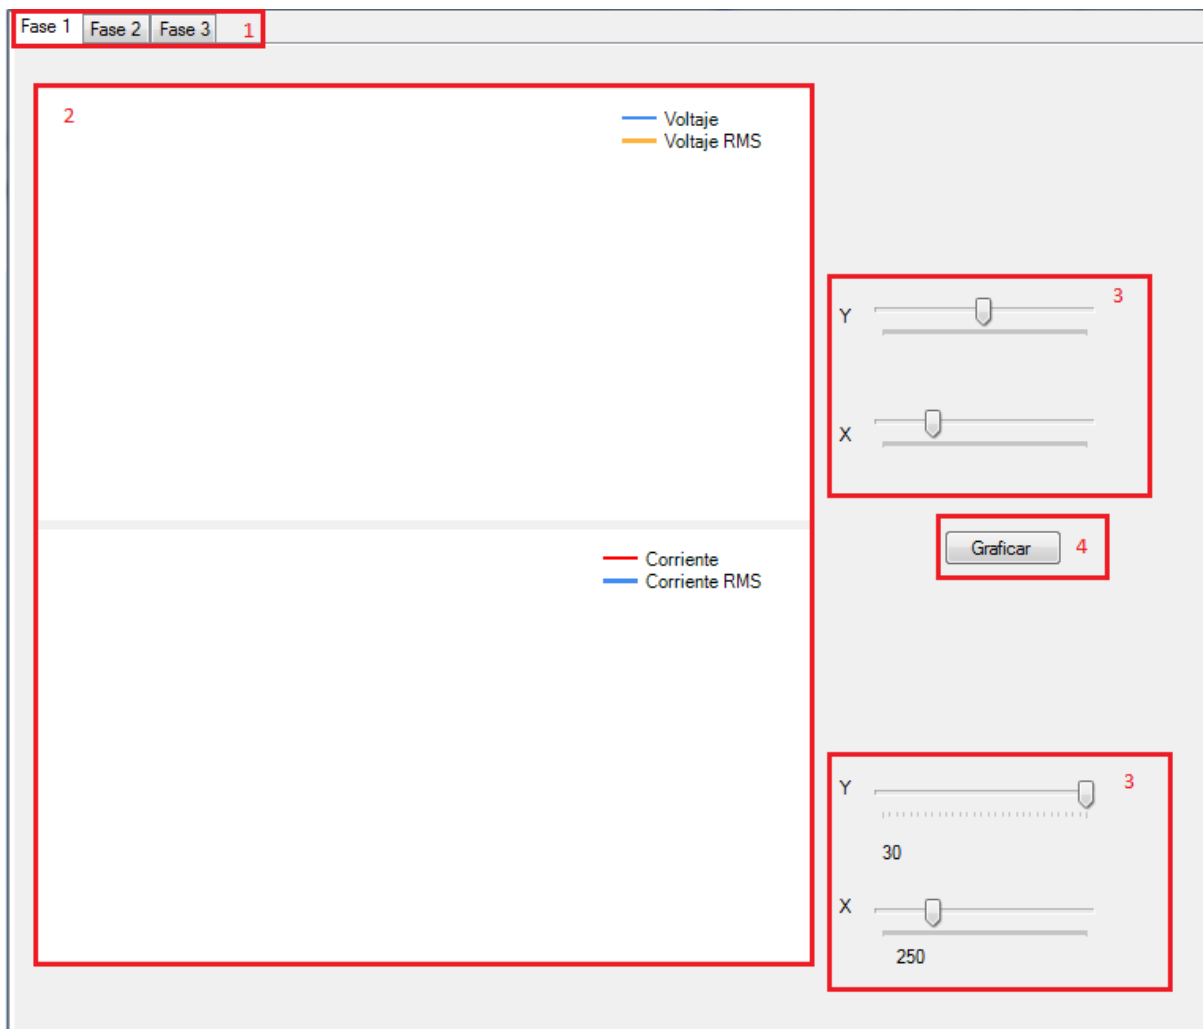 Fase 1 Fase 2 Fase 3 1
2
Voltaje
Voltaje RMS
3
Y
X
Graficar 4
Corriente
Corriente RMS
3
Y
30
X
250